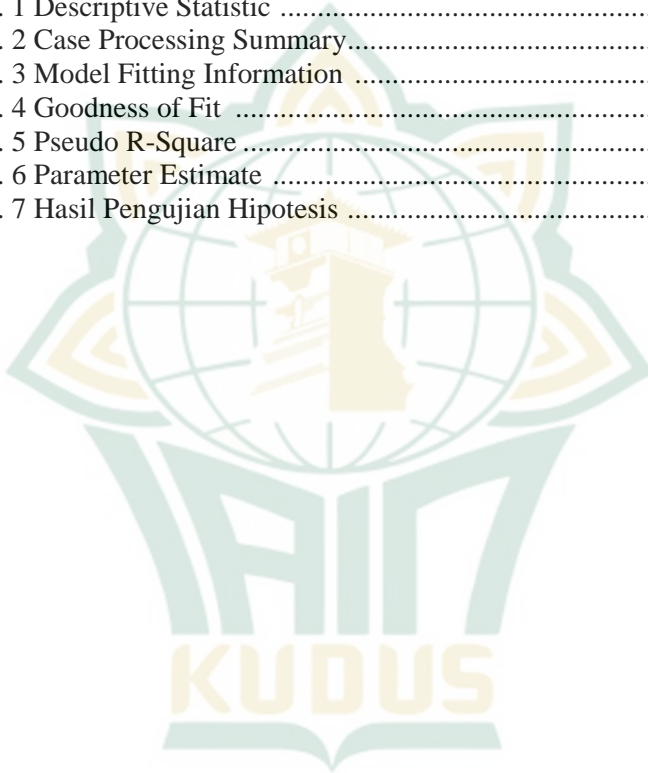 . 1 Descriptive Statistic ............................................................
. 2 Case Processing Summary..................................................
. 3 Model Fitting Information ................................................
. 4 Goodness of Fit ..................................................................
. 5 Pseudo R-Square .................................................................
. 6 Parameter Estimate .............................................................
. 7 Hasil Pengujian Hipotesis ..................................................
IAIN
KUDUS